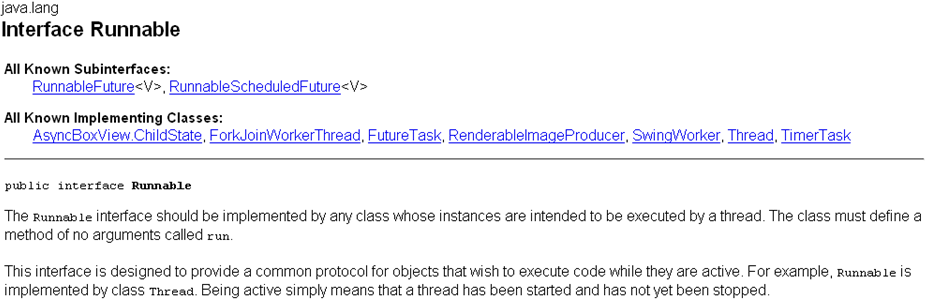 java.lang
Interface Runnable
All Known Subinterfaces:
RunnableFuture<V>, RunnableScheduledFuture<V>
All Known Implementing Classes:
AsyncBoxView.ChildState, ForkJoinWorkerThread, FutureTask, RenderableImageProducer, SwingWorker, Thread, TimerTask
public interface Runnable
The Runnable interface should be implemented by any class whose instances are intended to be executed by a thread. The class must define a
method of no arguments called run.
This interface is designed to provide a common protocol for objects that wish to execute code while they are active. For example, Runnable is
implemented by class Thread. Being active simply means that a thread has been started and has not yet been stopped.